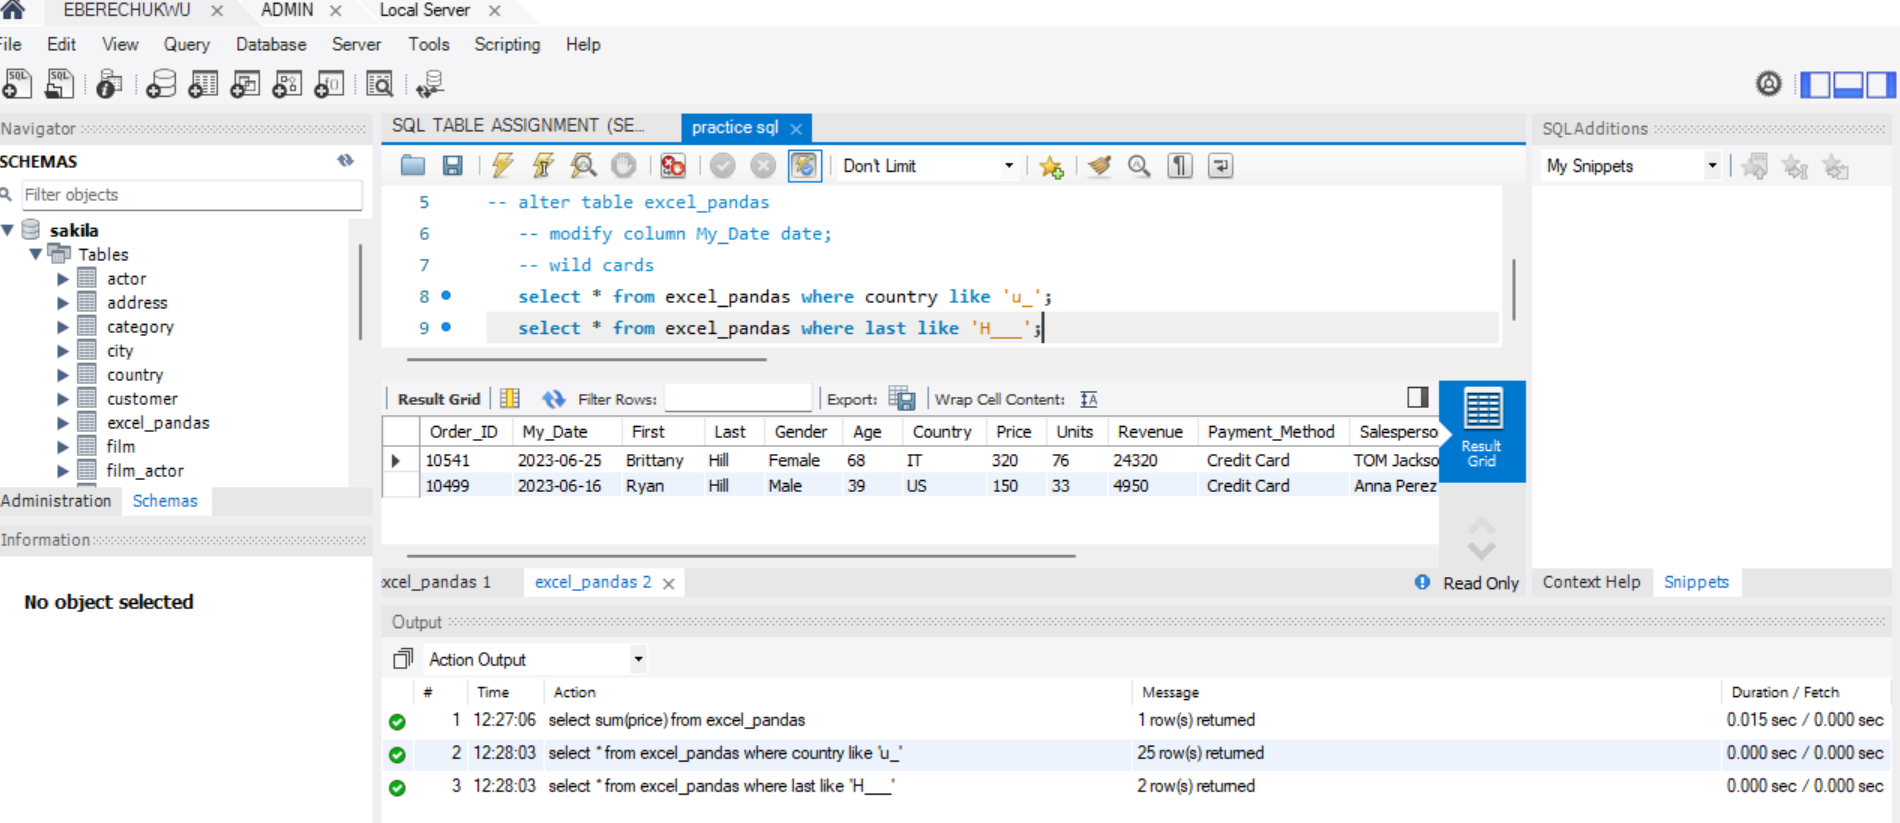 EBERECHUKWU ADMIN Local Server
File Edit View Query Database Server Tools Scripting Help
Navigator
SCHEMAS
Filter objects
sakila
Tables
actor
address
category
city
country
customer
excel_pandas
film
film_actor
Administration Schemas
Information
No object selected
SQL TABLE ASSIGNMENT (SE... practice sql
Don't Limit
5 -- alter table excel_pandas
6 -- modify column My_Date date;
7 -- wild cards
8 select * from excel_pandas where country like 'u_';
9 select * from excel_pandas where last like 'H___';
Result Grid Filter Rows: Export: Wrap Cell Content:
Order_ID My_Date First Last Gender Age Country Price Units Revenue Payment_Method Salesperso
10541 2023-06-25 Brittany Hill Female 68 IT 320 76 24320 Credit Card TOM Jackso
10499 2023-06-16 Ryan Hill Male 39 US 150 33 4950 Credit Card Anna Perez
Result
Grid
xcel_pandas 1 excel_pandas 2 Read Only
SQLAdditions
My Snippets
Context Help Snippets
Output
Action Output
# Time Action Message Duration / Fetch
1 12:27:06 select sum(price) from excel_pandas 1 row(s) returned 0.015 sec / 0.000 sec
2 12:28:03 select * from excel_pandas where country like 'u_' 25 row(s) returned 0.000 sec / 0.000 sec
3 12:28:03 select * from excel_pandas where last like 'H___' 2 row(s) returned 0.000 sec / 0.000 sec